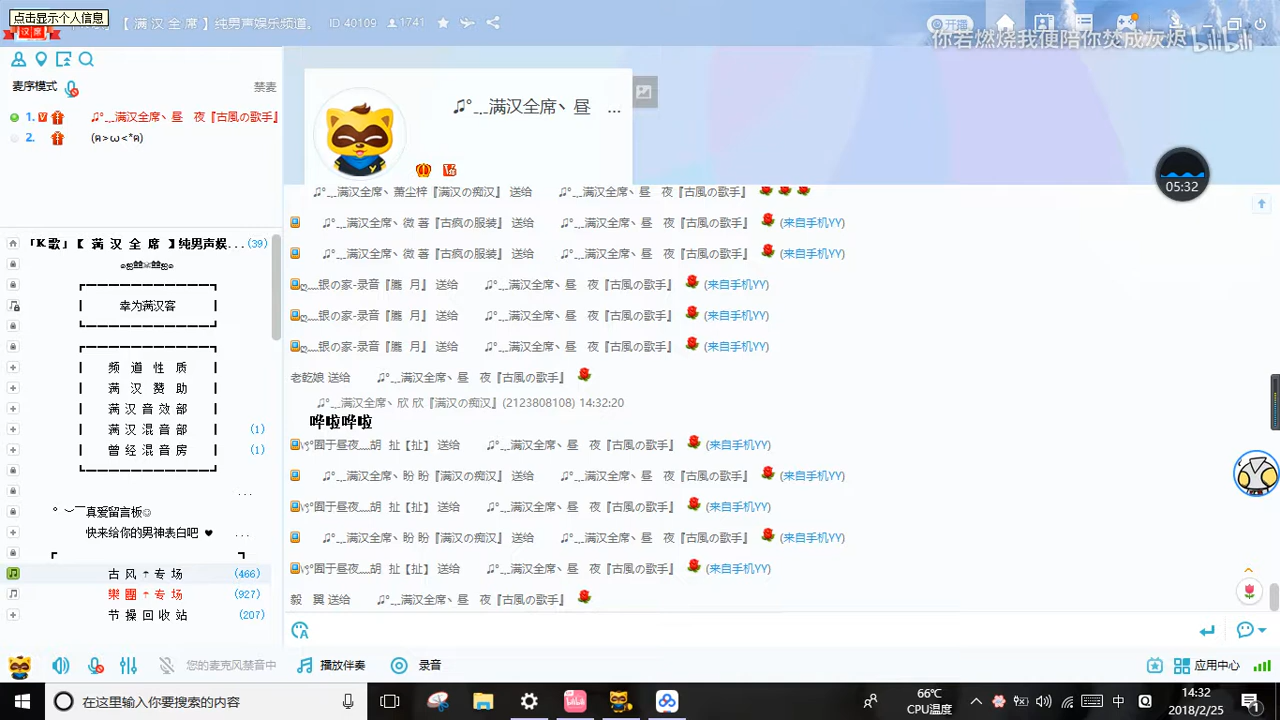 点击显示个人信息
【 满 汉 全 席 】纯男声娱乐频道。 ID 40109 1741
开播
你若燃烧我便陪你焚成灰烬 bilibili
汉席
麦序模式 禁麦
1. ♫°﹎满汉全席丶昼 夜『古風の歌手』
2. (ฅ>ω<*ฅ)
「K歌」【 满 汉 全 席 】纯男声娱... (39)
幸为满汉客
频 道 性 质
满 汉 赞 助
满 汉 音 效 部
满 汉 混 音 部 (1)
曾 经 混 音 房 (1)
...
° ︶￣真爱留言板☺
快来给你的男神表白吧 ♥ ...
古 风 ☥ 专 场 (466)
樂 團 ☥ 专 场 (927)
节 操 回 收 站 (207)
♫°﹎满汉全席丶昼 ...
05:32
♫°﹎满汉全席丶萧尘梓『满汉の痴汉』 送给 ♫°﹎满汉全席丶昼 夜『古風の歌手』
♫°﹎满汉全席丶微 著『古疯の服装』 送给 ♫°﹎满汉全席丶昼 夜『古風の歌手』 (来自手机YY)
♫°﹎满汉全席丶微 著『古疯の服装』 送给 ♫°﹎满汉全席丶昼 夜『古風の歌手』 (来自手机YY)
ღ﹏银の家-录音『朧 月』 送给 ♫°﹎满汉全席丶昼 夜『古風の歌手』 (来自手机YY)
ღ﹏银の家-录音『朧 月』 送给 ♫°﹎满汉全席丶昼 夜『古風の歌手』 (来自手机YY)
ღ﹏银の家-录音『朧 月』 送给 ♫°﹎满汉全席丶昼 夜『古風の歌手』 (来自手机YY)
老乾娘 送给 ♫°﹎满汉全席丶昼 夜『古風の歌手』
♫°﹎满汉全席丶欣 欣『满汉の痴汉』(2123808108) 14:32:20
哗啦哗啦
囿于昼夜﹏胡 扯【扯】 送给 ♫°﹎满汉全席丶昼 夜『古風の歌手』 (来自手机YY)
♫°﹎满汉全席丶盼 盼『满汉の痴汉』 送给 ♫°﹎满汉全席丶昼 夜『古風の歌手』 (来自手机YY)
囿于昼夜﹏胡 扯【扯】 送给 ♫°﹎满汉全席丶昼 夜『古風の歌手』 (来自手机YY)
♫°﹎满汉全席丶盼 盼『满汉の痴汉』 送给 ♫°﹎满汉全席丶昼 夜『古風の歌手』 (来自手机YY)
囿于昼夜﹏胡 扯【扯】 送给 ♫°﹎满汉全席丶昼 夜『古風の歌手』 (来自手机YY)
毅 興 送给 ♫°﹎满汉全席丶昼 夜『古風の歌手』
您的麦克风禁音中 播放伴奏 录音 应用中心
在这里输入你要搜索的内容
66℃
CPU温度
中
14:32
2018/2/25
1